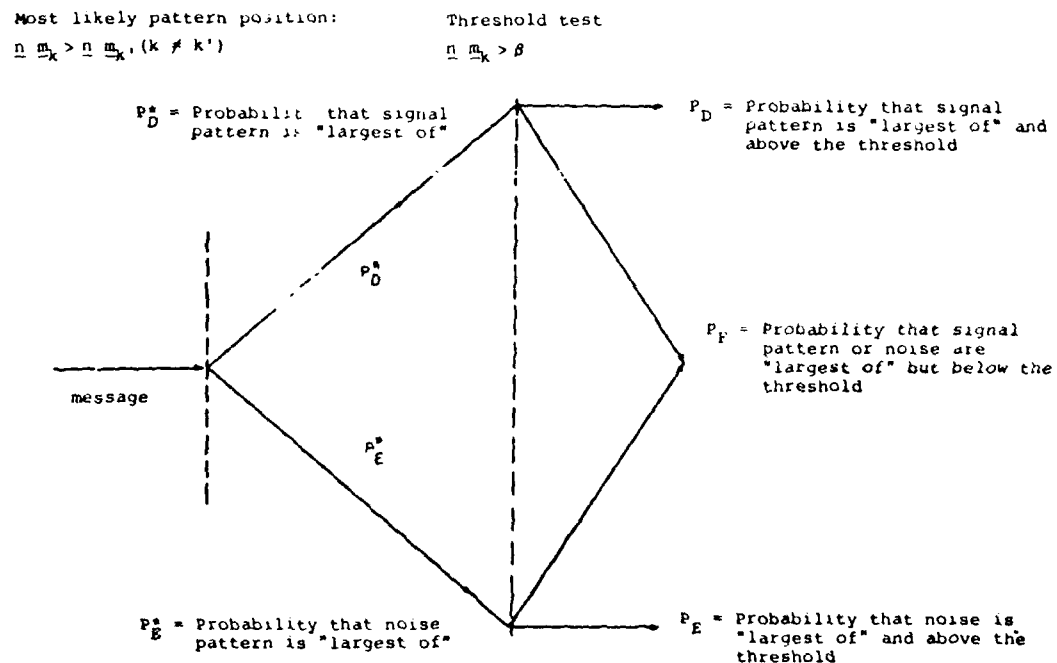 Most likely pattern position:
n m_k > n m_k, (k ≠ k')
Threshold test
n m_k > β
P*_D = Probability that signal
pattern is "largest of"
P_D = Probability that signal
pattern is "largest of" and
above the threshold
P*_D
P_F = Probability that signal
pattern or noise are
"largest of" but below the
threshold
message
P*_E
P*_E = Probability that noise
pattern is "largest of"
P_E = Probability that noise is
"largest of" and above the
threshold